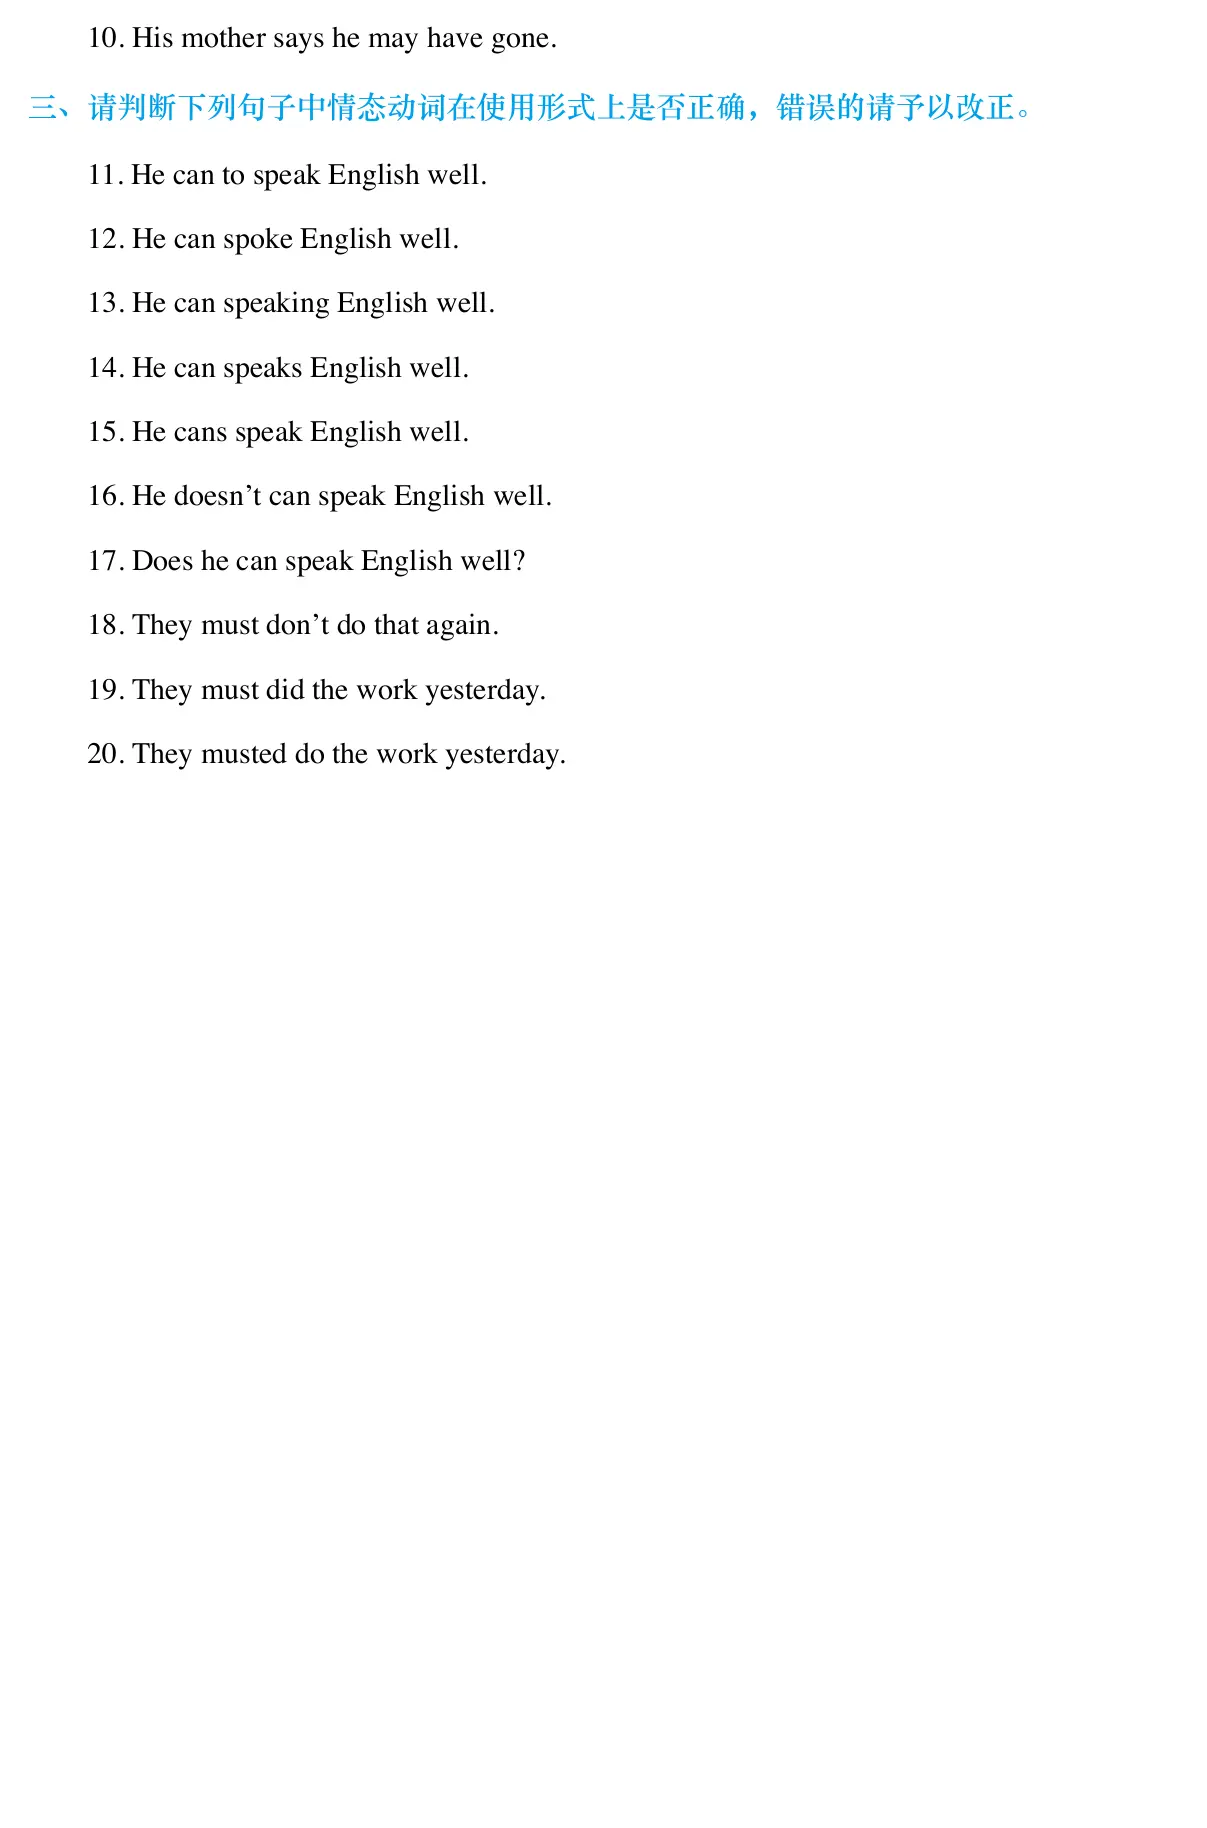 10. His mother says he may have gone.
三、请判断下列句子中情态动词在使用形式上是否正确，错误的请予以改正。
11. He can to speak English well.
12. He can spoke English well.
13. He can speaking English well.
14. He can speaks English well.
15. He cans speak English well.
16. He doesn’t can speak English well.
17. Does he can speak English well?
18. They must don’t do that again.
19. They must did the work yesterday.
20. They musted do the work yesterday.